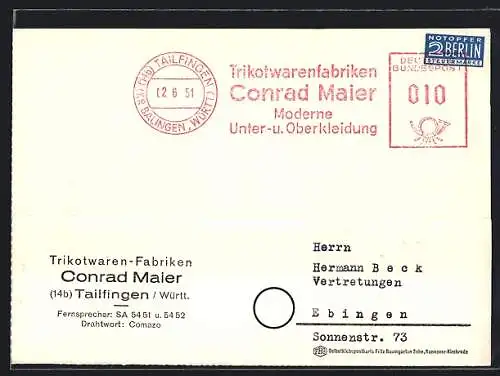 (14b) TAILFINGEN
12 6 51
KR. BALINGEN, WÜRTT.
Trikotwarenfabriken
Conrad Maier
Moderne
Unter-u. Oberkleidung
NOTOPFER
2 BERLIN
STEUERMARKE
DEUTSCHE
BUNDESPOST
010
Trikotwaren-Fabriken
Conrad Maier
(14b) Tailfingen / Württ.
Fernsprecher: SA 5451 u. 5452
Drahtwort: Comazo
Herrn
Hermann Beck
Vertretungen
Ebingen
Sonnenstr. 73